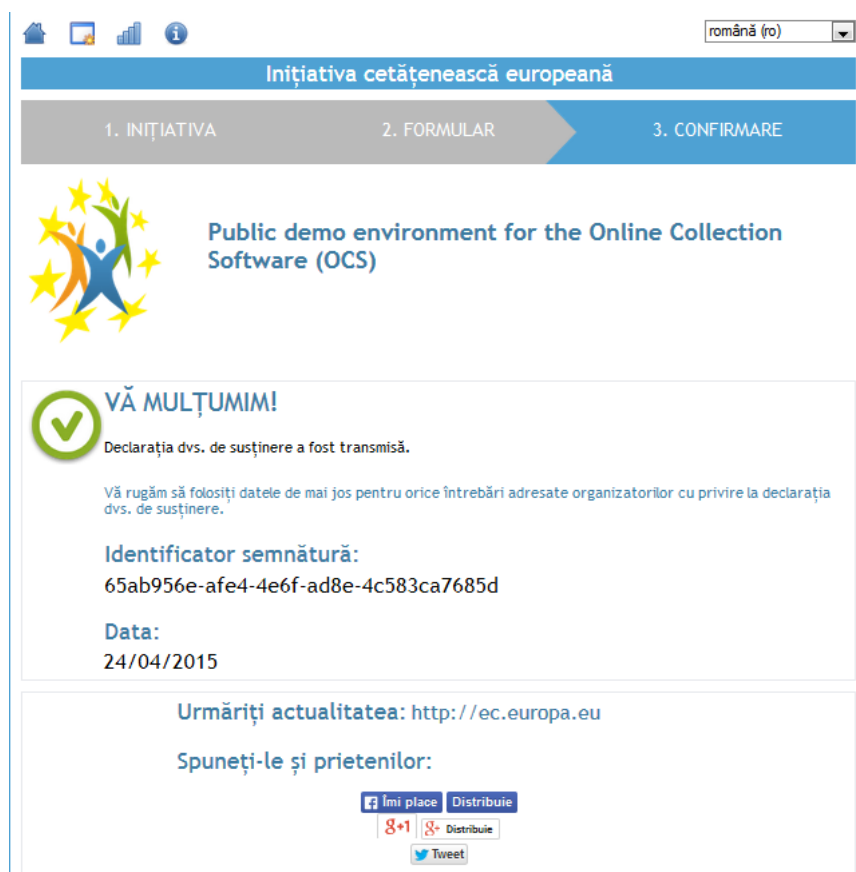 română (ro)
Inițiativa cetățenească europeană
1. INIȚIATIVA
2. FORMULAR
3. CONFIRMARE
Public demo environment for the Online Collection
Software (OCS)
VĂ MULȚUMIM!
Declarația dvs. de susținere a fost transmisă.
Vă rugăm să folosiți datele de mai jos pentru orice întrebări adresate organizatorilor cu privire la declarația
dvs. de susținere.
Identificator semnătură:
65ab956e-afe4-4e6f-ad8e-4c583ca7685d
Data:
24/04/2015
Urmăriți actualitatea: http://ec.europa.eu
Spuneți-le și prietenilor:
Îmi place Distribuie
g+1 g+ Distribuie
Tweet